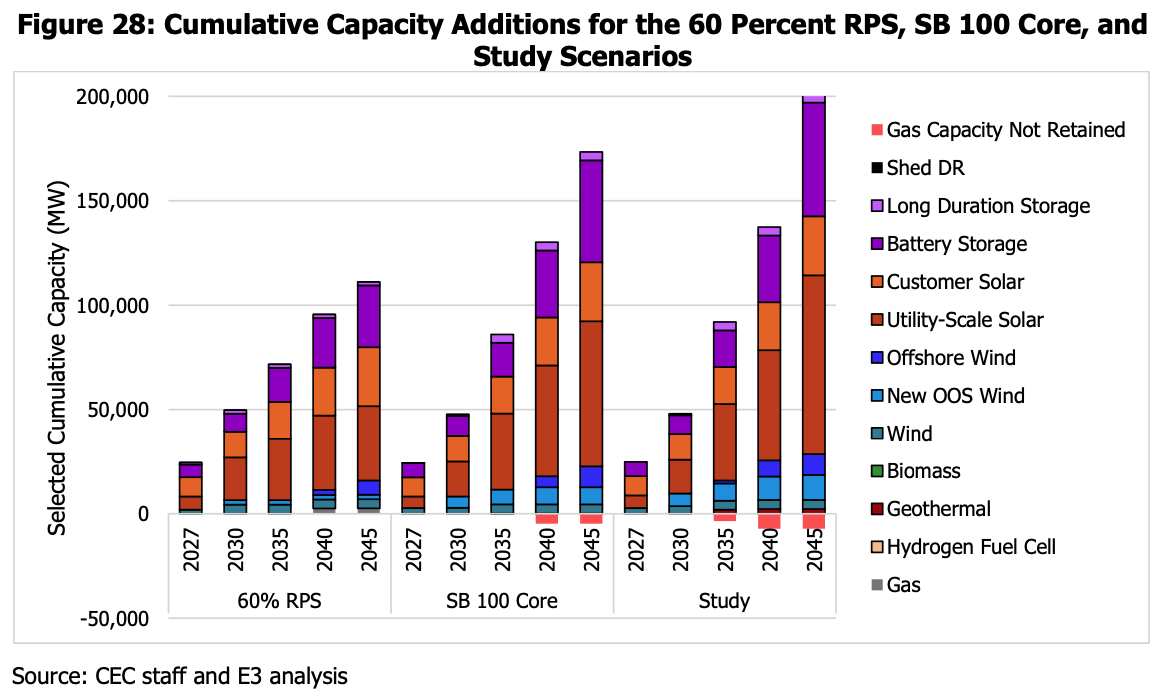 Figure 28: Cumulative Capacity Additions for the 60 Percent RPS, SB 100 Core, and
Study Scenarios
Selected Cumulative Capacity (MW)
200,000
150,000
100,000
50,000
0
-50,000
2027
2030
2035
2040
2045
2027
2030
2035
2040
2045
2027
2030
2035
2040
2045
60% RPS
SB 100 Core
Study
Gas Capacity Not Retained
Shed DR
Long Duration Storage
Battery Storage
Customer Solar
Utility-Scale Solar
Offshore Wind
New OOS Wind
Wind
Biomass
Geothermal
Hydrogen Fuel Cell
Gas
Source: CEC staff and E3 analysis